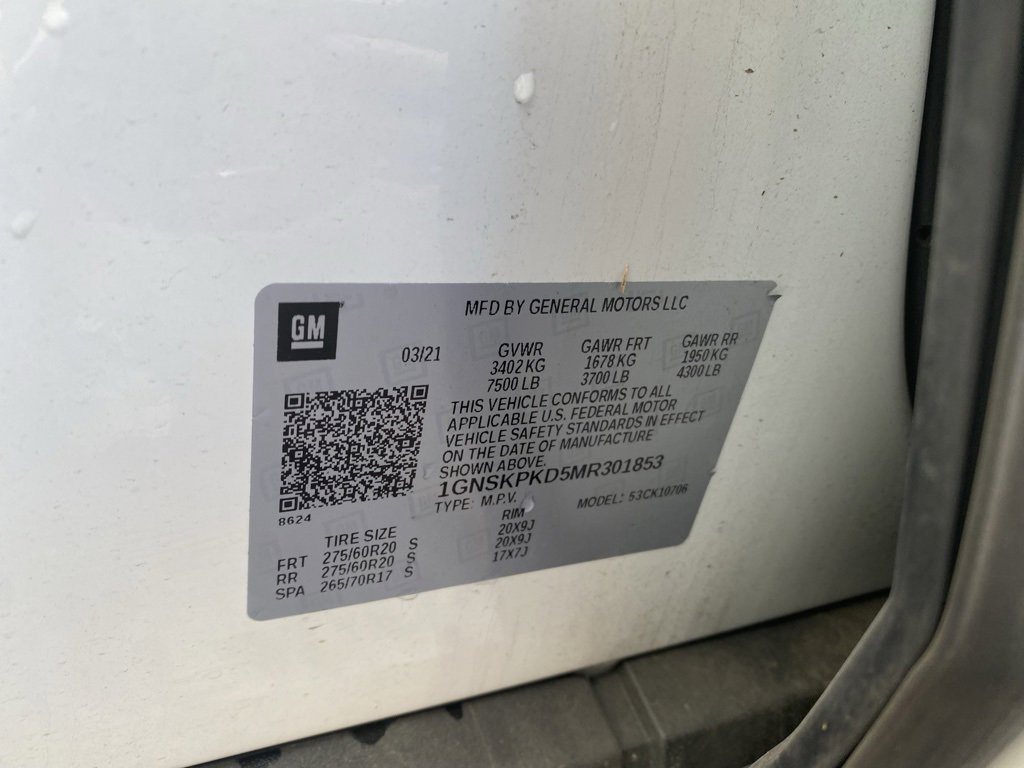 GM
MFD BY GENERAL MOTORS LLC
03/21
GVWR GAWR FRT GAWR RR
3402 KG 1678 KG 1950 KG
7500 LB 3700 LB 4300 LB
THIS VEHICLE CONFORMS TO ALL
APPLICABLE U.S. FEDERAL MOTOR
VEHICLE SAFETY STANDARDS IN EFFECT
ON THE DATE OF MANUFACTURE
SHOWN ABOVE.
1GNSKPKD5MR301853
TYPE: M.P.V. MODEL: 53CK10706
8624
TIRE SIZE RIM
FRT 275/60R20 S 20X9J
RR 275/60R20 S 20X9J
SPA 265/70R17 S 17X7J